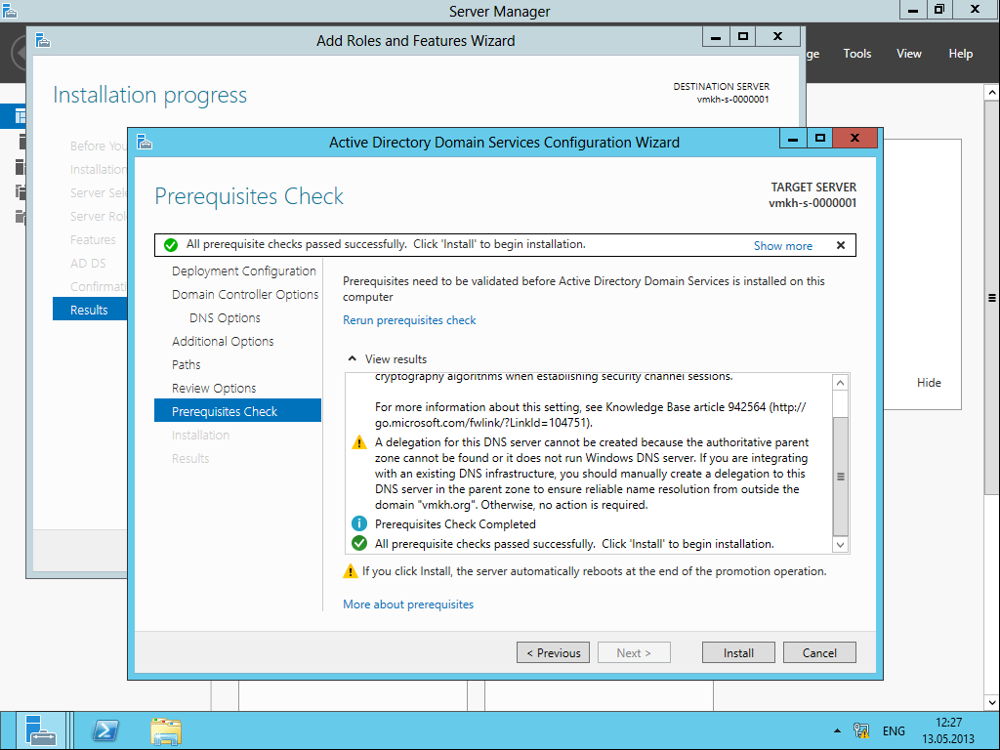 Server Manager
Add Roles and Features Wizard
Tools
View
Help
Installation progress
DESTINATION SERVER
vmkh-s-0000001
Before You
Installation
Server Sele
Server Rol
Features
AD DS
Confirmati
Results
Hide
Active Directory Domain Services Configuration Wizard
Prerequisites Check
TARGET SERVER
vmkh-s-0000001
All prerequisite checks passed successfully.  Click 'Install' to begin installation.
Show more
Deployment Configuration
Domain Controller Options
DNS Options
Additional Options
Paths
Review Options
Prerequisites Check
Installation
Results
Prerequisites need to be validated before Active Directory Domain Services is installed on this
computer
Rerun prerequisites check
View results
cryptography algorithms when establishing security channel sessions.
For more information about this setting, see Knowledge Base article 942564 (http://
go.microsoft.com/fwlink/?LinkId=104751).
A delegation for this DNS server cannot be created because the authoritative parent
zone cannot be found or it does not run Windows DNS server. If you are integrating
with an existing DNS infrastructure, you should manually create a delegation to this
DNS server in the parent zone to ensure reliable name resolution from outside the
domain "vmkh.org". Otherwise, no action is required.
Prerequisites Check Completed
All prerequisite checks passed successfully.  Click 'Install' to begin installation.
If you click Install, the server automatically reboots at the end of the promotion operation.
More about prerequisites
< Previous
Next >
Install
Cancel
ENG
12:27
13.05.2013